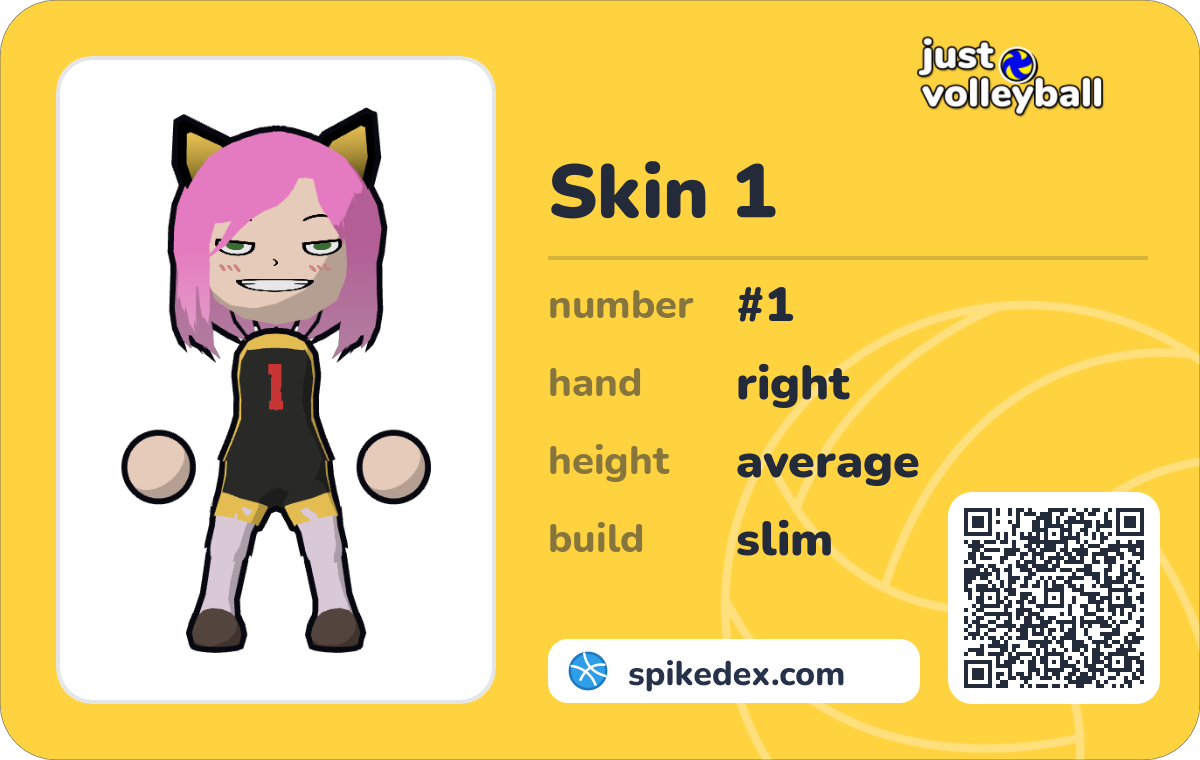 just
volleyball
Skin 1
number #1
hand right
height average
build slim
1
spikedex.com